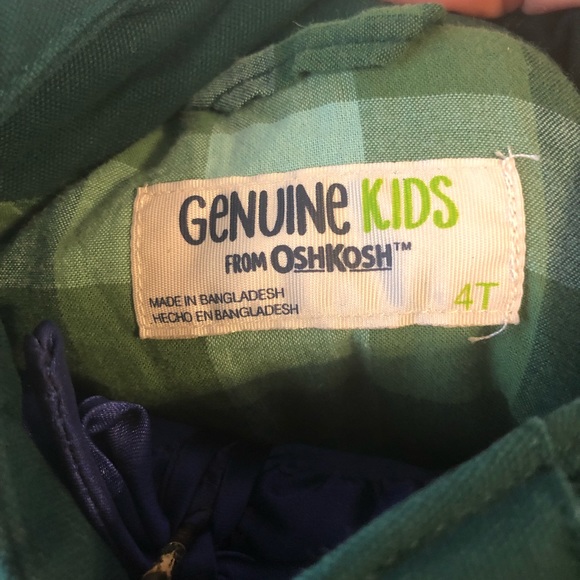 GENUINE KIDS
FROM OSHKOSH™
MADE IN BANGLADESH
HECHO EN BANGLADESH
4T